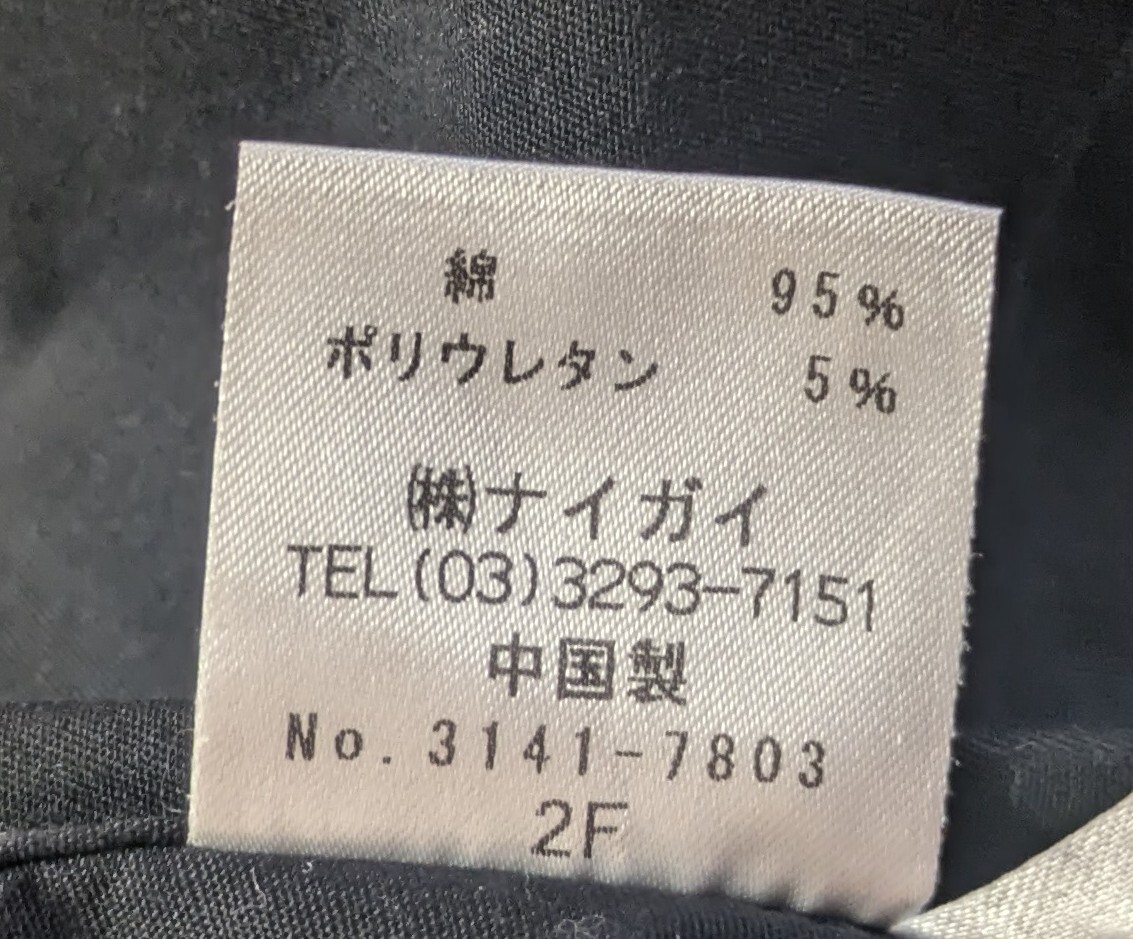 綿 95%
ポリウレタン 5%
㈱ナイガイ
TEL(03)3293-7151
中国製
No.3141-7803
2F